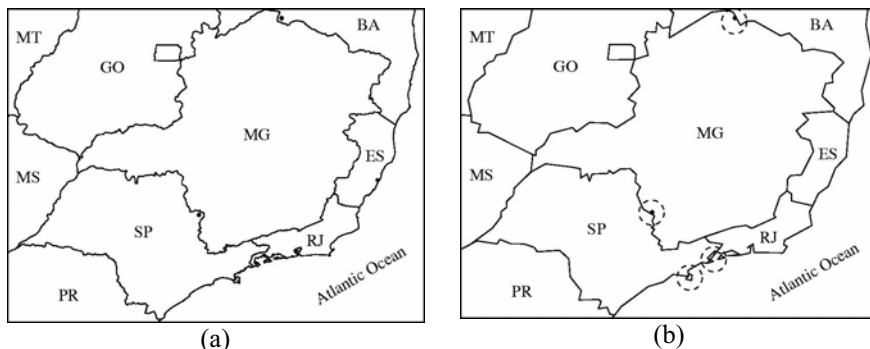 MT
BA
GO
MG
ES
MS
SP
RJ
PR
Atlantic Ocean
(a)
MT
BA
GO
MG
ES
MS
SP
RJ
PR
Atlantic Ocean
(b)